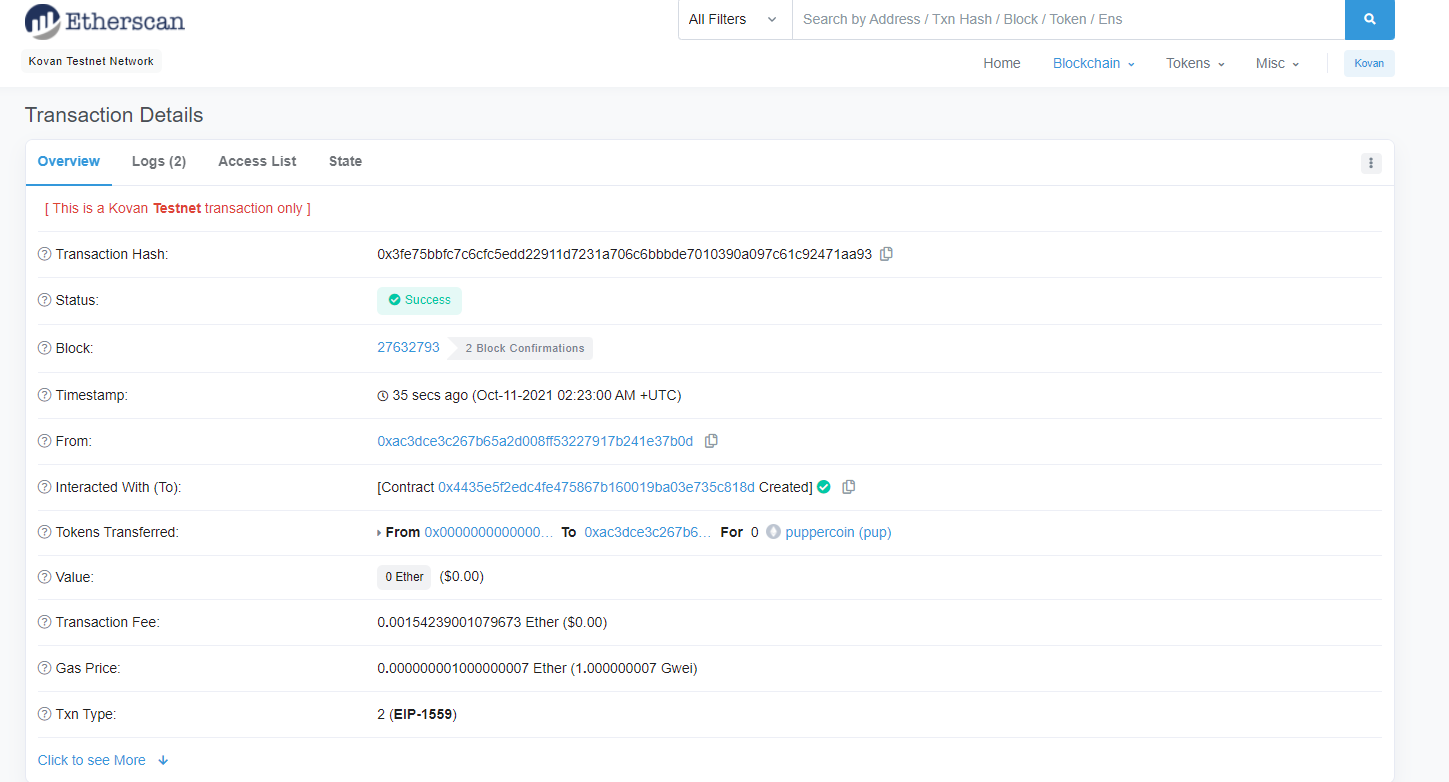 Etherscan
All Filters Search by Address / Txn Hash / Block / Token / Ens
Kovan Testnet Network
Home Blockchain Tokens Misc Kovan
Transaction Details
Overview Logs (2) Access List State
[ This is a Kovan Testnet transaction only ]
Transaction Hash: 0x3fe75bbfc7c6cfc5edd22911d7231a706c6bbbde7010390a097c61c92471aa93
Status: Success
Block: 27632793 2 Block Confirmations
Timestamp: 35 secs ago (Oct-11-2021 02:23:00 AM +UTC)
From: 0xac3dce3c267b65a2d008ff53227917b241e37b0d
Interacted With (To): [Contract 0x4435e5f2edc4fe475867b160019ba03e735c818d Created]
Tokens Transferred: From 0x0000000000000... To 0xac3dce3c267b6... For 0 puppercoin (pup)
Value: 0 Ether ($0.00)
Transaction Fee: 0.00154239001079673 Ether ($0.00)
Gas Price: 0.000000001000000007 Ether (1.000000007 Gwei)
Txn Type: 2 (EIP-1559)
Click to see More